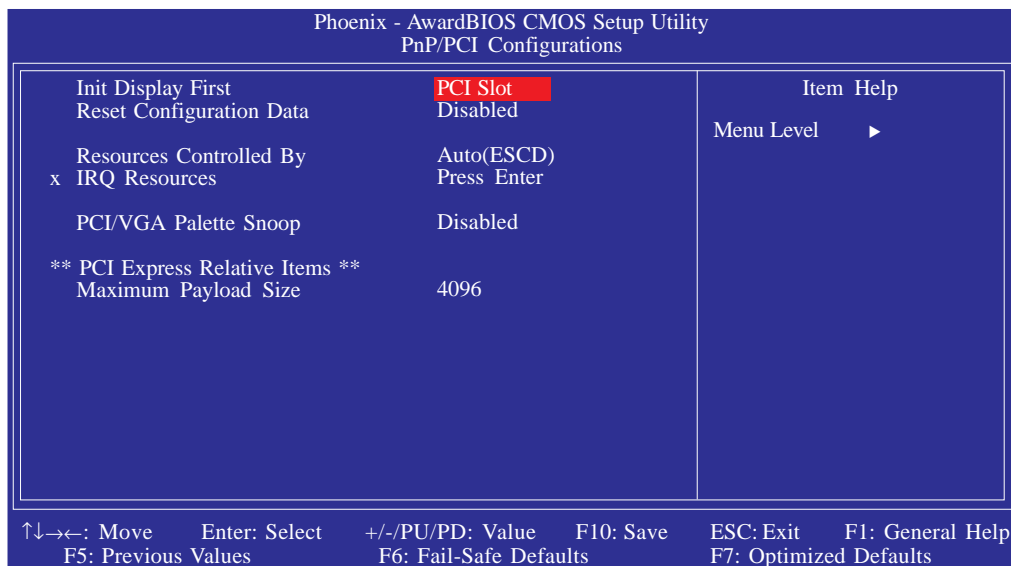 Phoenix - AwardBIOS CMOS Setup Utility
PnP/PCI Configurations
Init Display First PCI Slot
Reset Configuration Data Disabled
Resources Controlled By Auto(ESCD)
x IRQ Resources Press Enter
PCI/VGA Palette Snoop Disabled
** PCI Express Relative Items **
Maximum Payload Size 4096
Item Help
Menu Level ▶
↑↓→←: Move Enter: Select +/-/PU/PD: Value F10: Save ESC: Exit F1: General Help
F5: Previous Values F6: Fail-Safe Defaults F7: Optimized Defaults